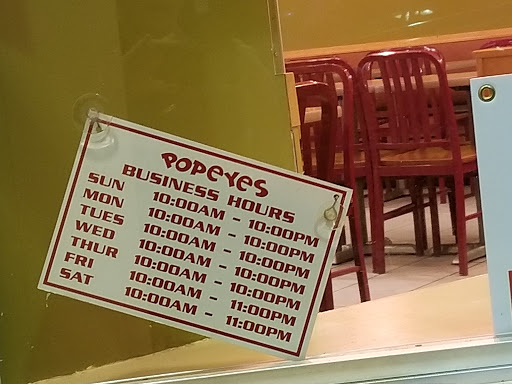 POPEYES
BUSINESS HOURS
SUN 10:00AM - 10:00PM
MON 10:00AM - 10:00PM
TUES 10:00AM - 10:00PM
WED 10:00AM - 10:00PM
THUR 10:00AM - 10:00PM
FRI 10:00AM - 11:00PM
SAT 10:00AM - 11:00PM